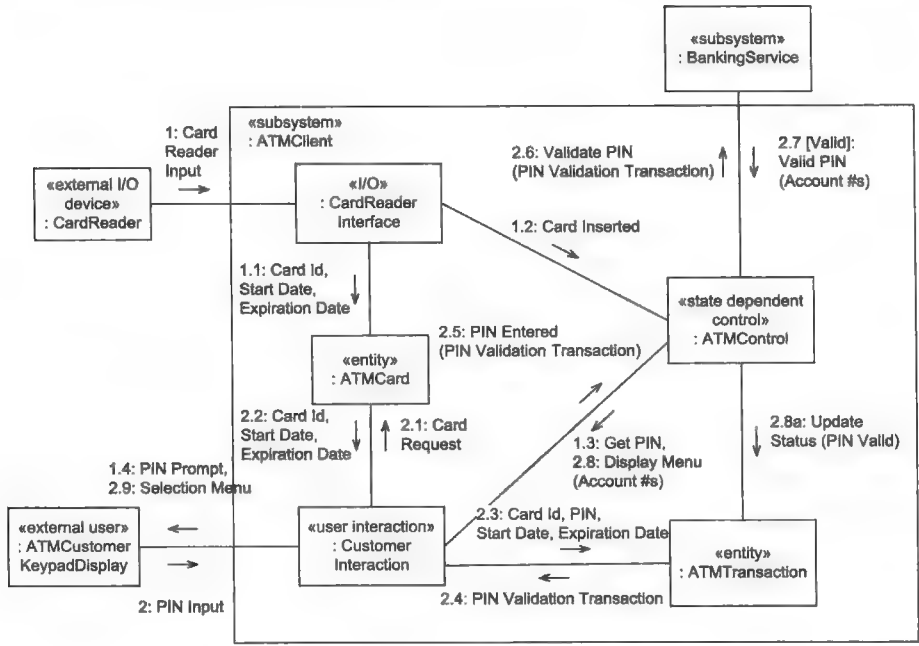 «subsystem»
: BankingService
«subsystem»
: ATMClient
1: Card
Reader
Input
2.6: Validate PIN
(PIN Validation Transaction)
2.7 [Valid]:
Valid PIN
(Account #s)
«external I/O
device»
: CardReader
«I/O»
: CardReader
Interface
1.2: Card Inserted
1.1: Card Id,
Start Date,
Expiration Date
«state dependent
control»
: ATMControl
2.5: PIN Entered
(PIN Validation Transaction)
«entity»
: ATMCard
2.2: Card Id,
Start Date,
Expiration Date
2.1: Card
Request
2.8a: Update
Status (PIN Valid)
1.3: Get PIN,
2.8: Display Menu
(Account #s)
1.4: PIN Prompt,
2.9: Selection Menu
2.3: Card Id, PIN,
Start Date, Expiration Date
«external user»
: ATMCustomer
KeypadDisplay
«user interaction»
: Customer
Interaction
«entity»
: ATMTransaction
2.4: PIN Validation Transaction
2: PIN Input